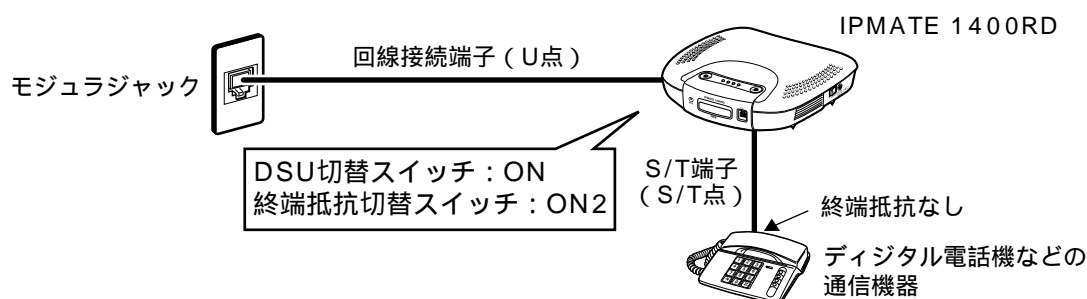 IPMATE 1400RD
回線接続端子（U点）
モジュラジャック
DSU切替スイッチ：ON
終端抵抗切替スイッチ：ON2
S/T端子
（S/T点）
終端抵抗なし
ディジタル電話機などの
通信機器